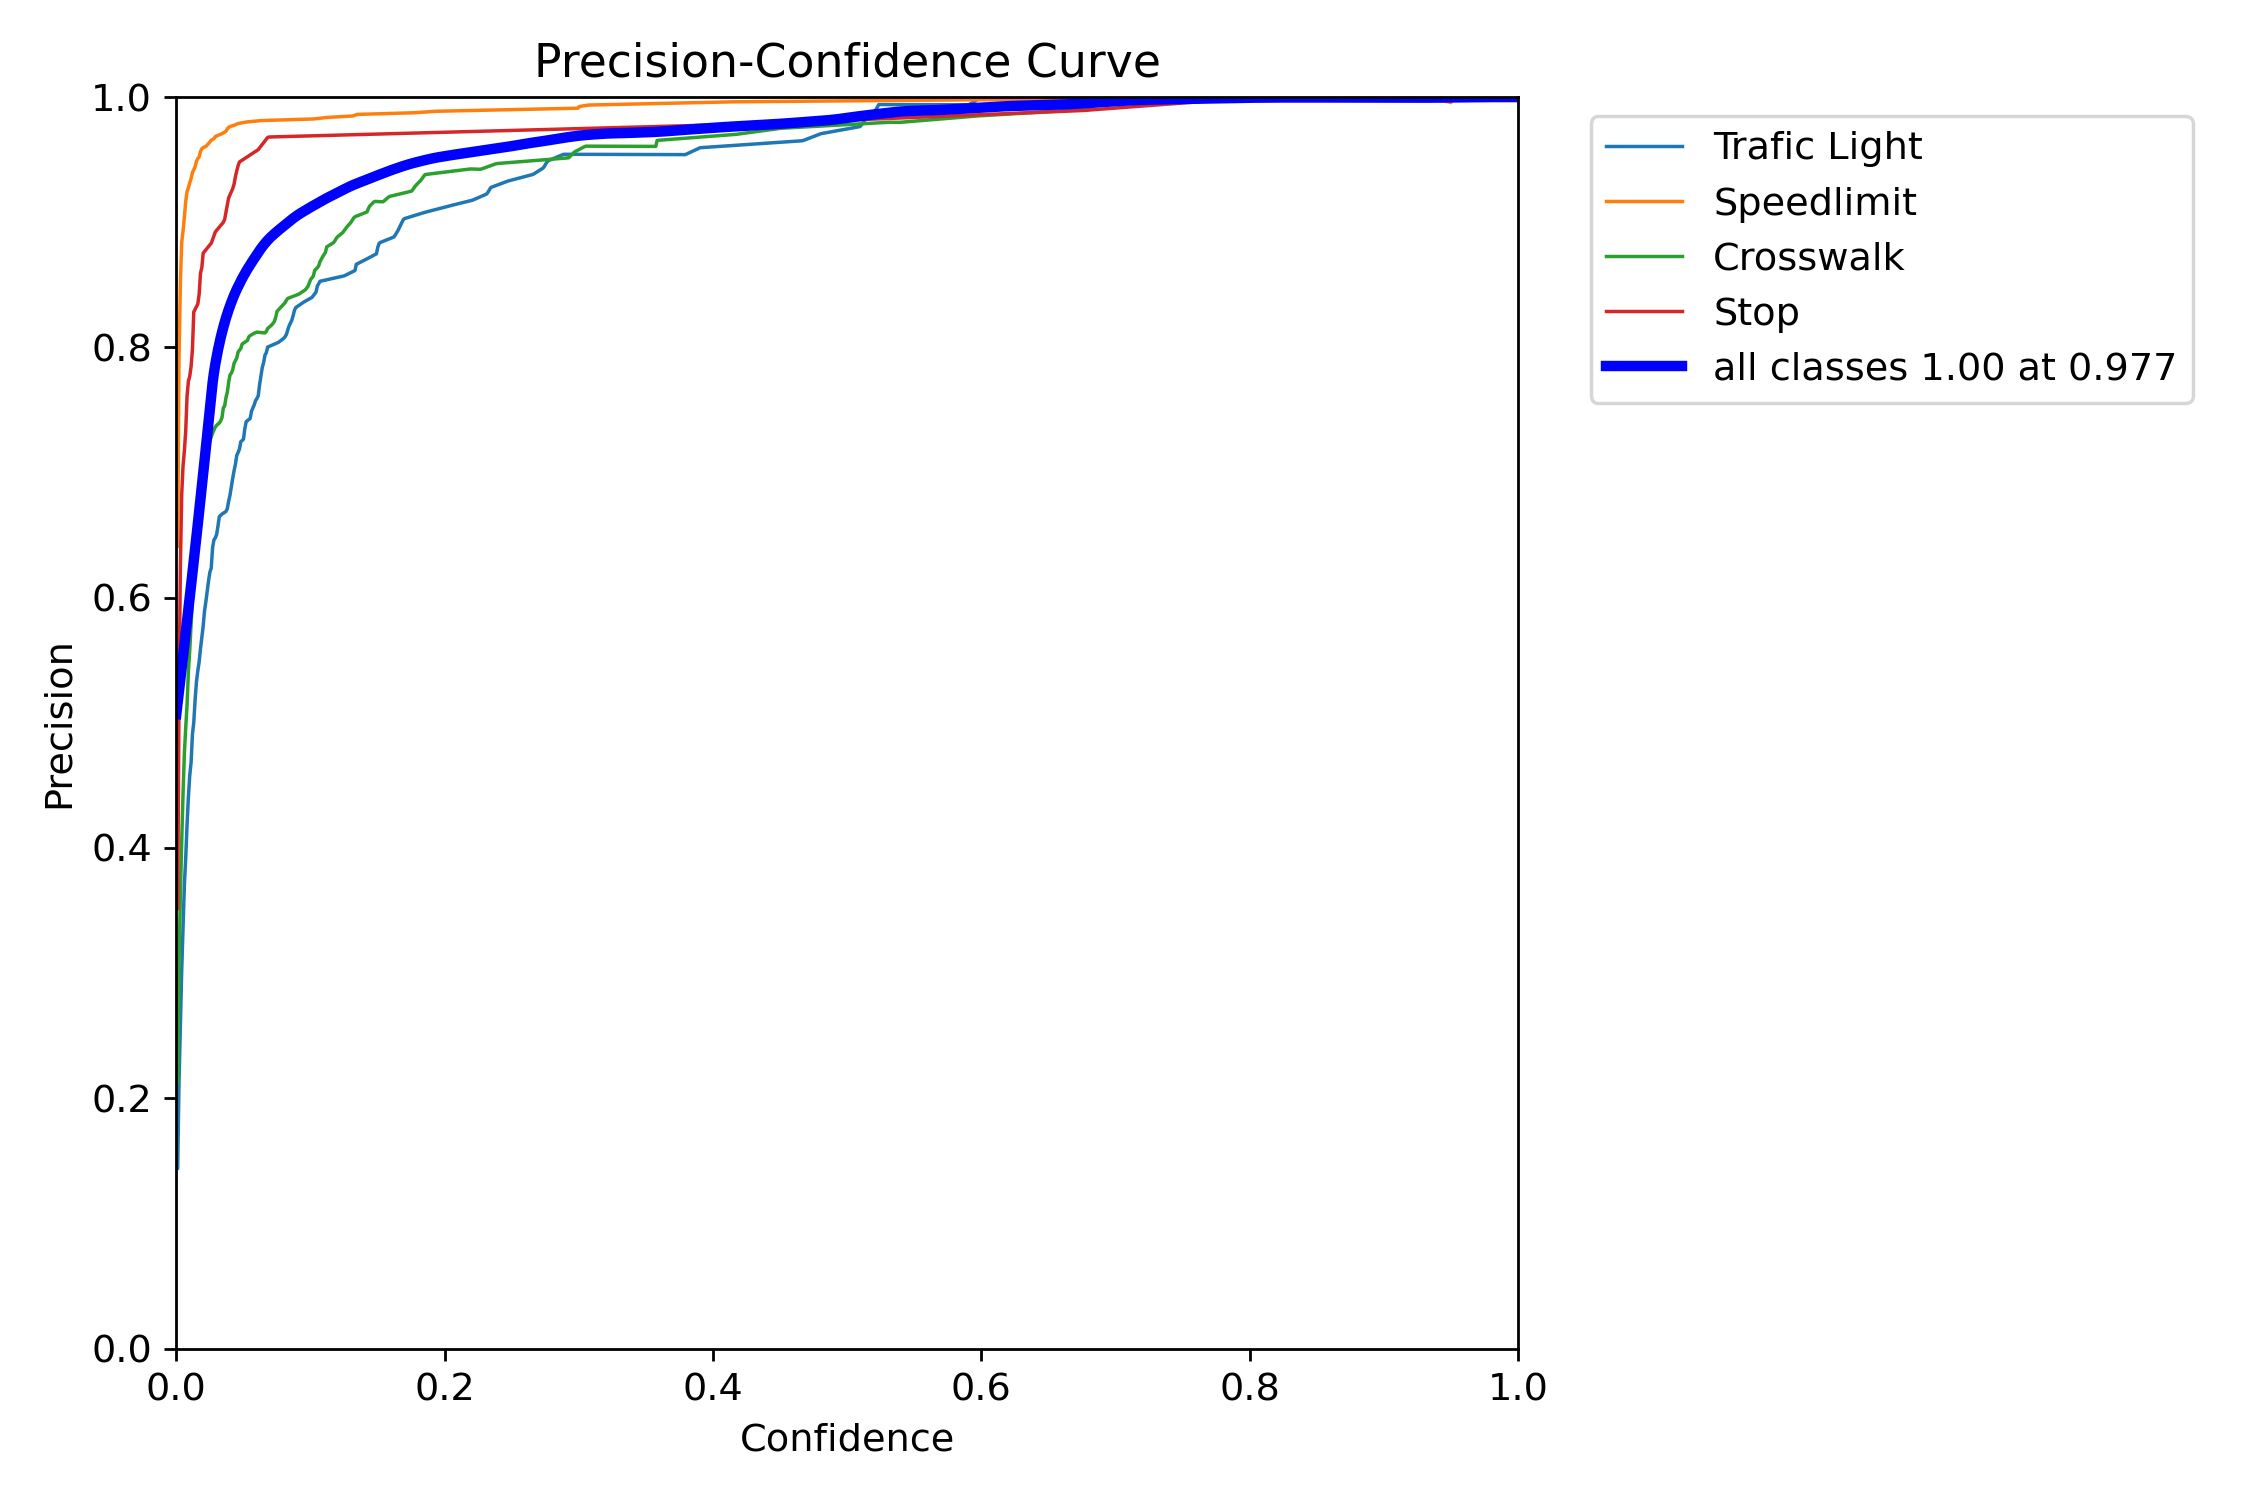 Precision-Confidence Curve
1.0
0.8
0.6
0.4
0.2
0.0
Precision
0.0 0.2 0.4 0.6 0.8 1.0
Confidence
Trafic Light
Speedlimit
Crosswalk
Stop
all classes 1.00 at 0.977